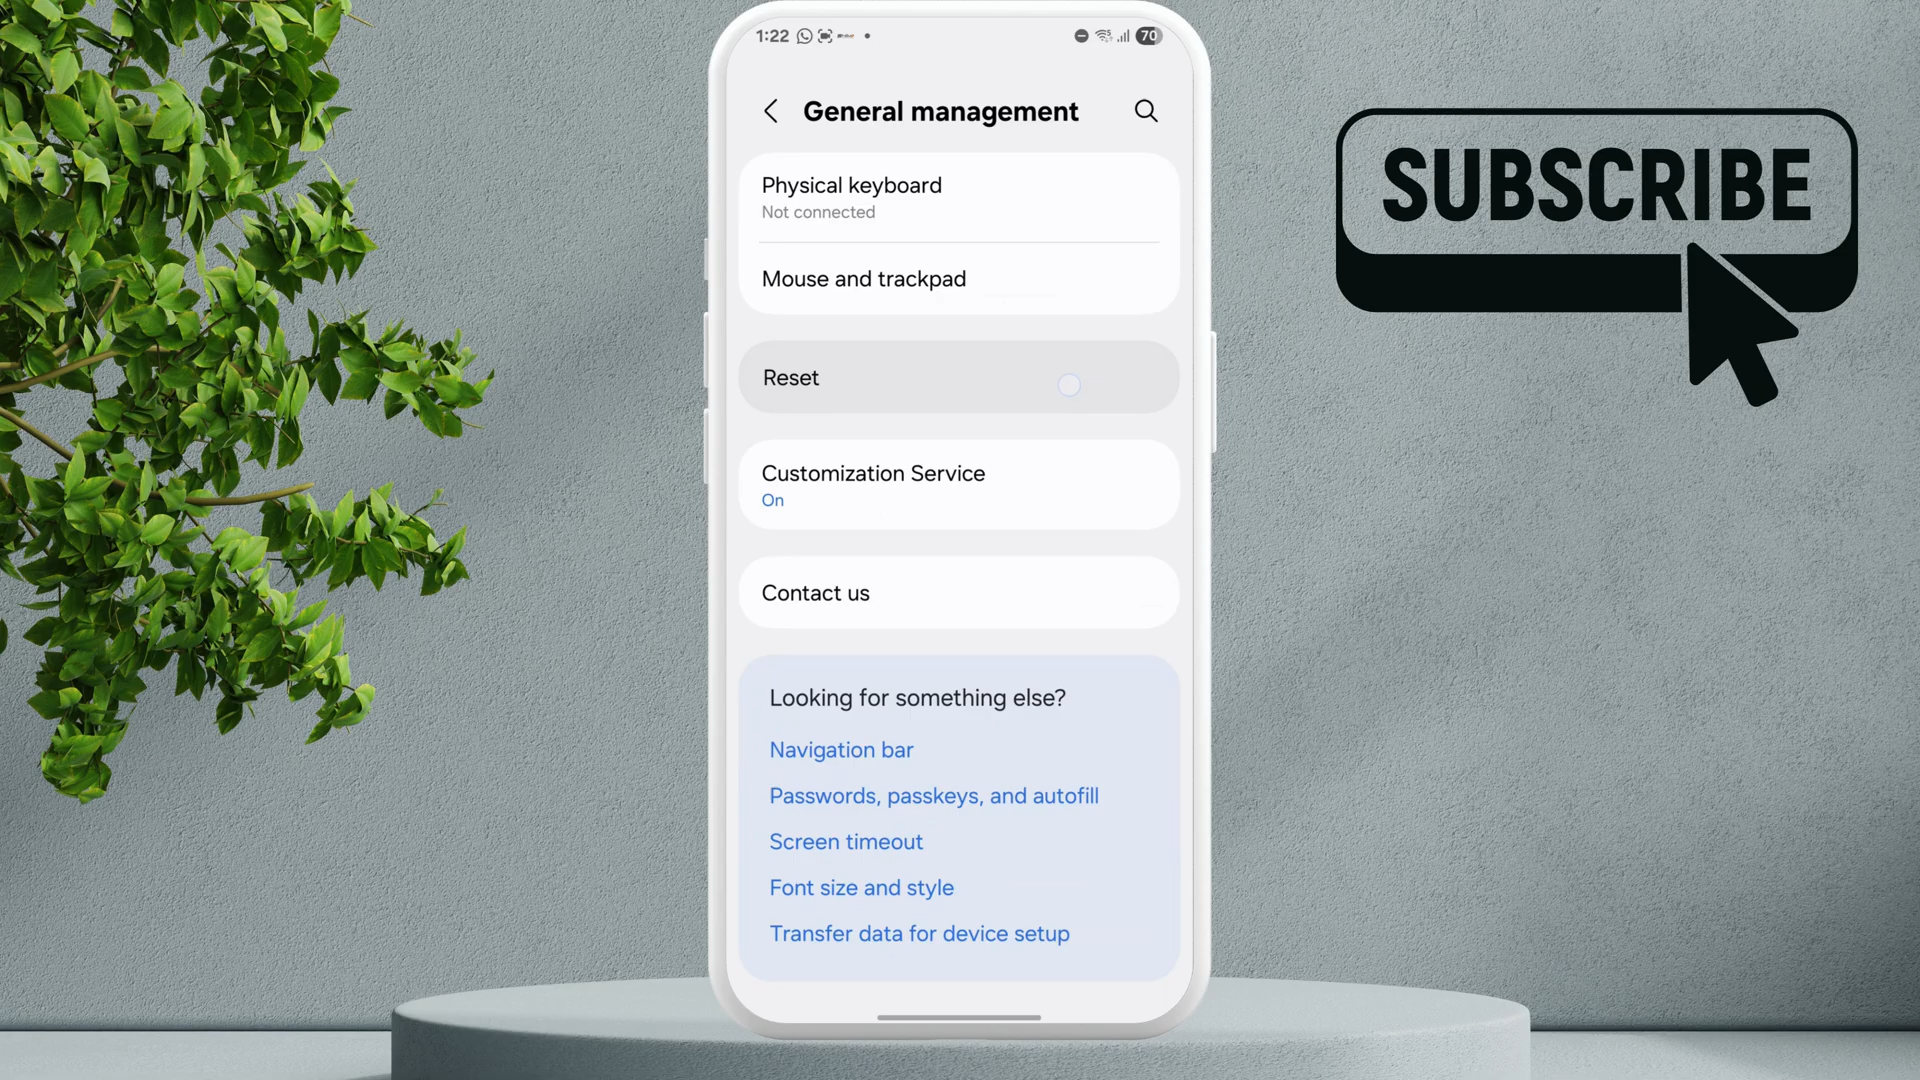 1:22
70
General management
Physical keyboard
Not connected
Mouse and trackpad
Reset
Customization Service
On
Contact us
Looking for something else?
Navigation bar
Passwords, passkeys, and autofill
Screen timeout
Font size and style
Transfer data for device setup
SUBSCRIBE